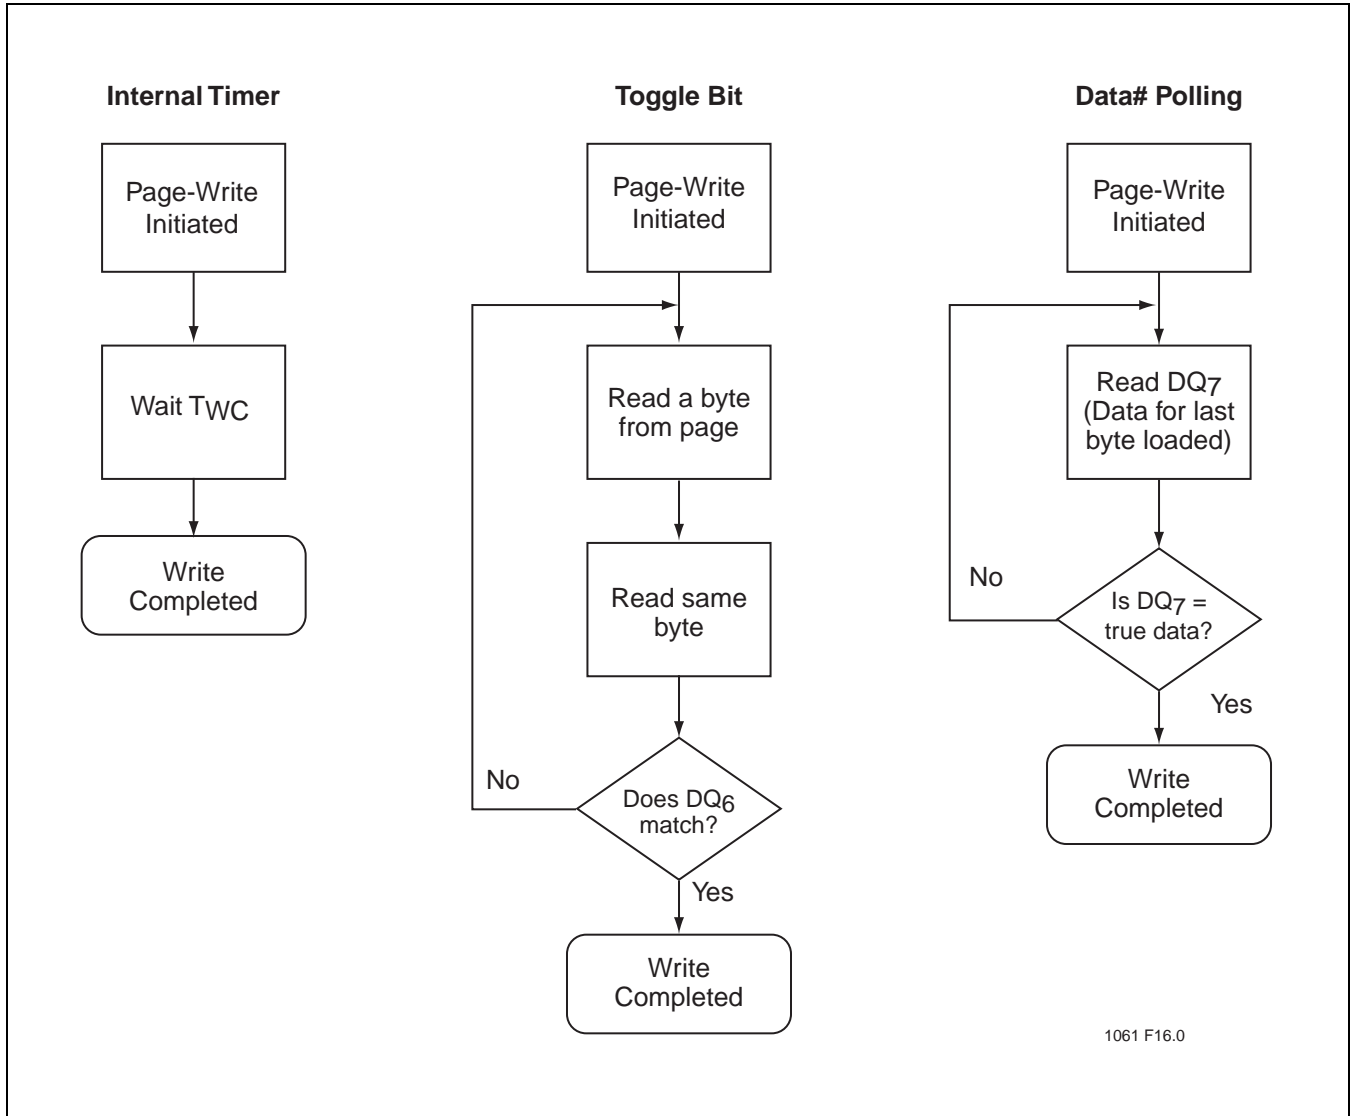 Internal Timer
Page-Write
Initiated
Wait TWC
Write
Completed
Toggle Bit
Page-Write
Initiated
Read a byte
from page
Read same
byte
Does DQ6
match?
No
Yes
Write
Completed
Data# Polling
Page-Write
Initiated
Read DQ7
(Data for last
byte loaded)
Is DQ7 =
true data?
No
Yes
Write
Completed
1061 F16.0